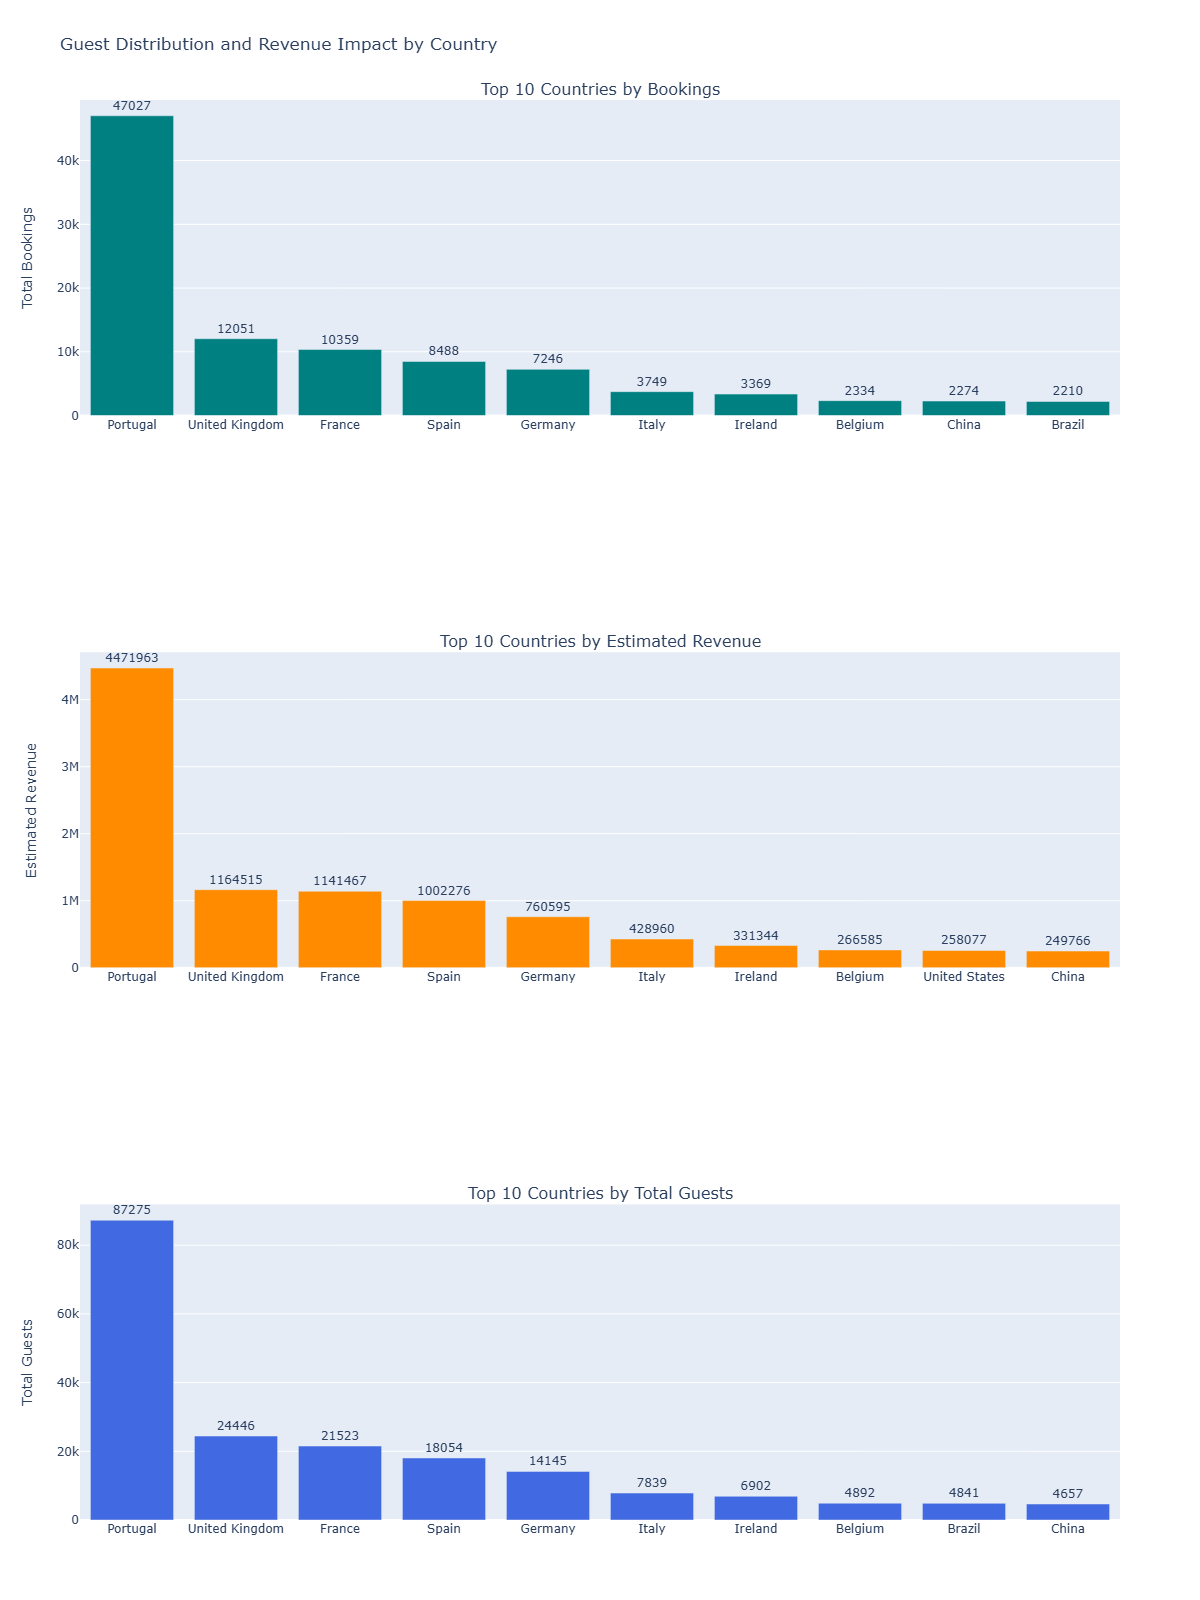 Guest Distribution and Revenue Impact by Country
Top 10 Countries by Bookings
Total Bookings
40k
30k
20k
10k
0
47027
12051
10359
8488
7246
3749
3369
2334
2274
2210
Portugal
United Kingdom
France
Spain
Germany
Italy
Ireland
Belgium
China
Brazil
Top 10 Countries by Estimated Revenue
Estimated Revenue
4M
3M
2M
1M
0
4471963
1164515
1141467
1002276
760595
428960
331344
266585
258077
249766
Portugal
United Kingdom
France
Spain
Germany
Italy
Ireland
Belgium
United States
China
Top 10 Countries by Total Guests
Total Guests
80k
60k
40k
20k
0
87275
24446
21523
18054
14145
7839
6902
4892
4841
4657
Portugal
United Kingdom
France
Spain
Germany
Italy
Ireland
Belgium
Brazil
China